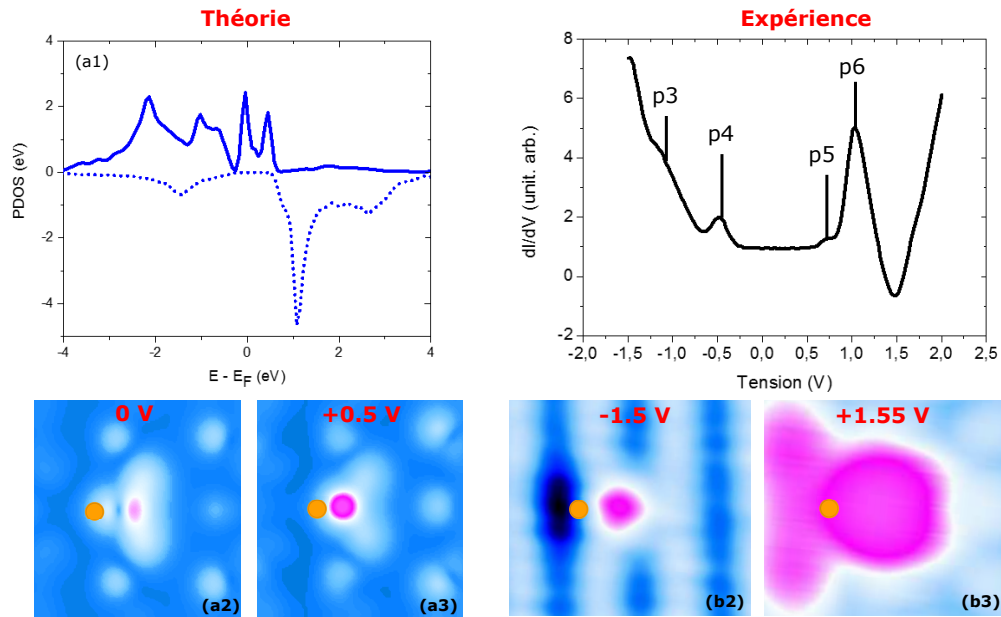 Théorie
(a1)
4
2
0
-2
-4
PDOS (eV)
-4
-2
0
2
4
E - EF (eV)
Expérience
8
6
4
2
0
-2
dI/dV (unit. arb.)
p3
p4
p5
p6
-2,0
-1,5
-1,0
-0,5
0,0
0,5
1,0
1,5
2,0
2,5
Tension (V)
0 V
(a2)
+0.5 V
(a3)
-1.5 V
(b2)
+1.55 V
(b3)